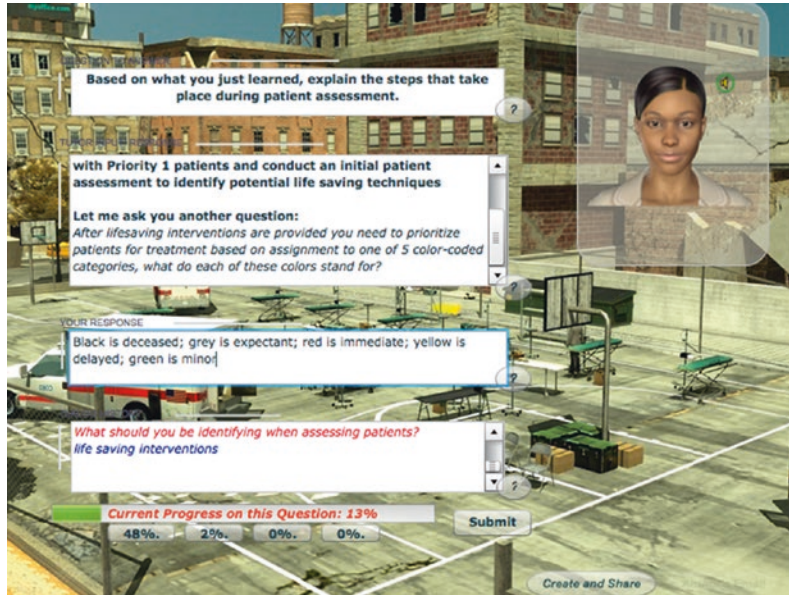 Based on what you just learned, explain the steps that take
place during patient assessment.
?
with Priority 1 patients and conduct an initial patient
assessment to identify potential life saving techniques
Let me ask you another question:
After lifesaving interventions are provided you need to prioritize
patients for treatment based on assignment to one of 5 color-coded
categories, what do each of these colors stand for?
?
YOUR RESPONSE
Black is deceased; grey is expectant; red is immediate; yellow is
delayed; green is minor
?
What should you be identifying when assessing patients?
life saving interventions
?
Current Progress on this Question: 13%
48%. 2%. 0%. 0%.
Submit
Create and Share